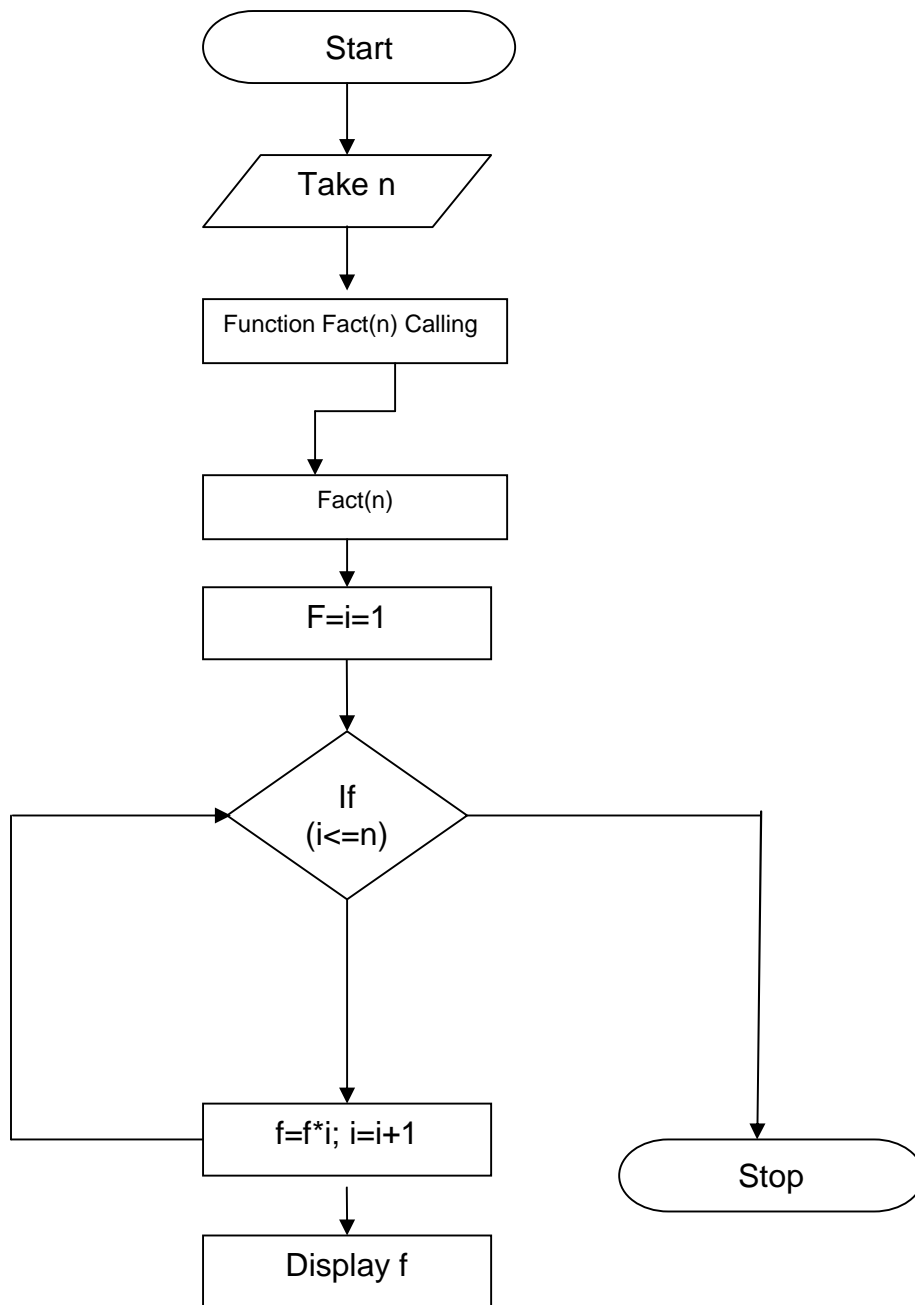 Start
Take n
Function Fact(n) Calling
Fact(n)
F=i=1
If
(i<=n)
f=f*i; i=i+1
Stop
Display f